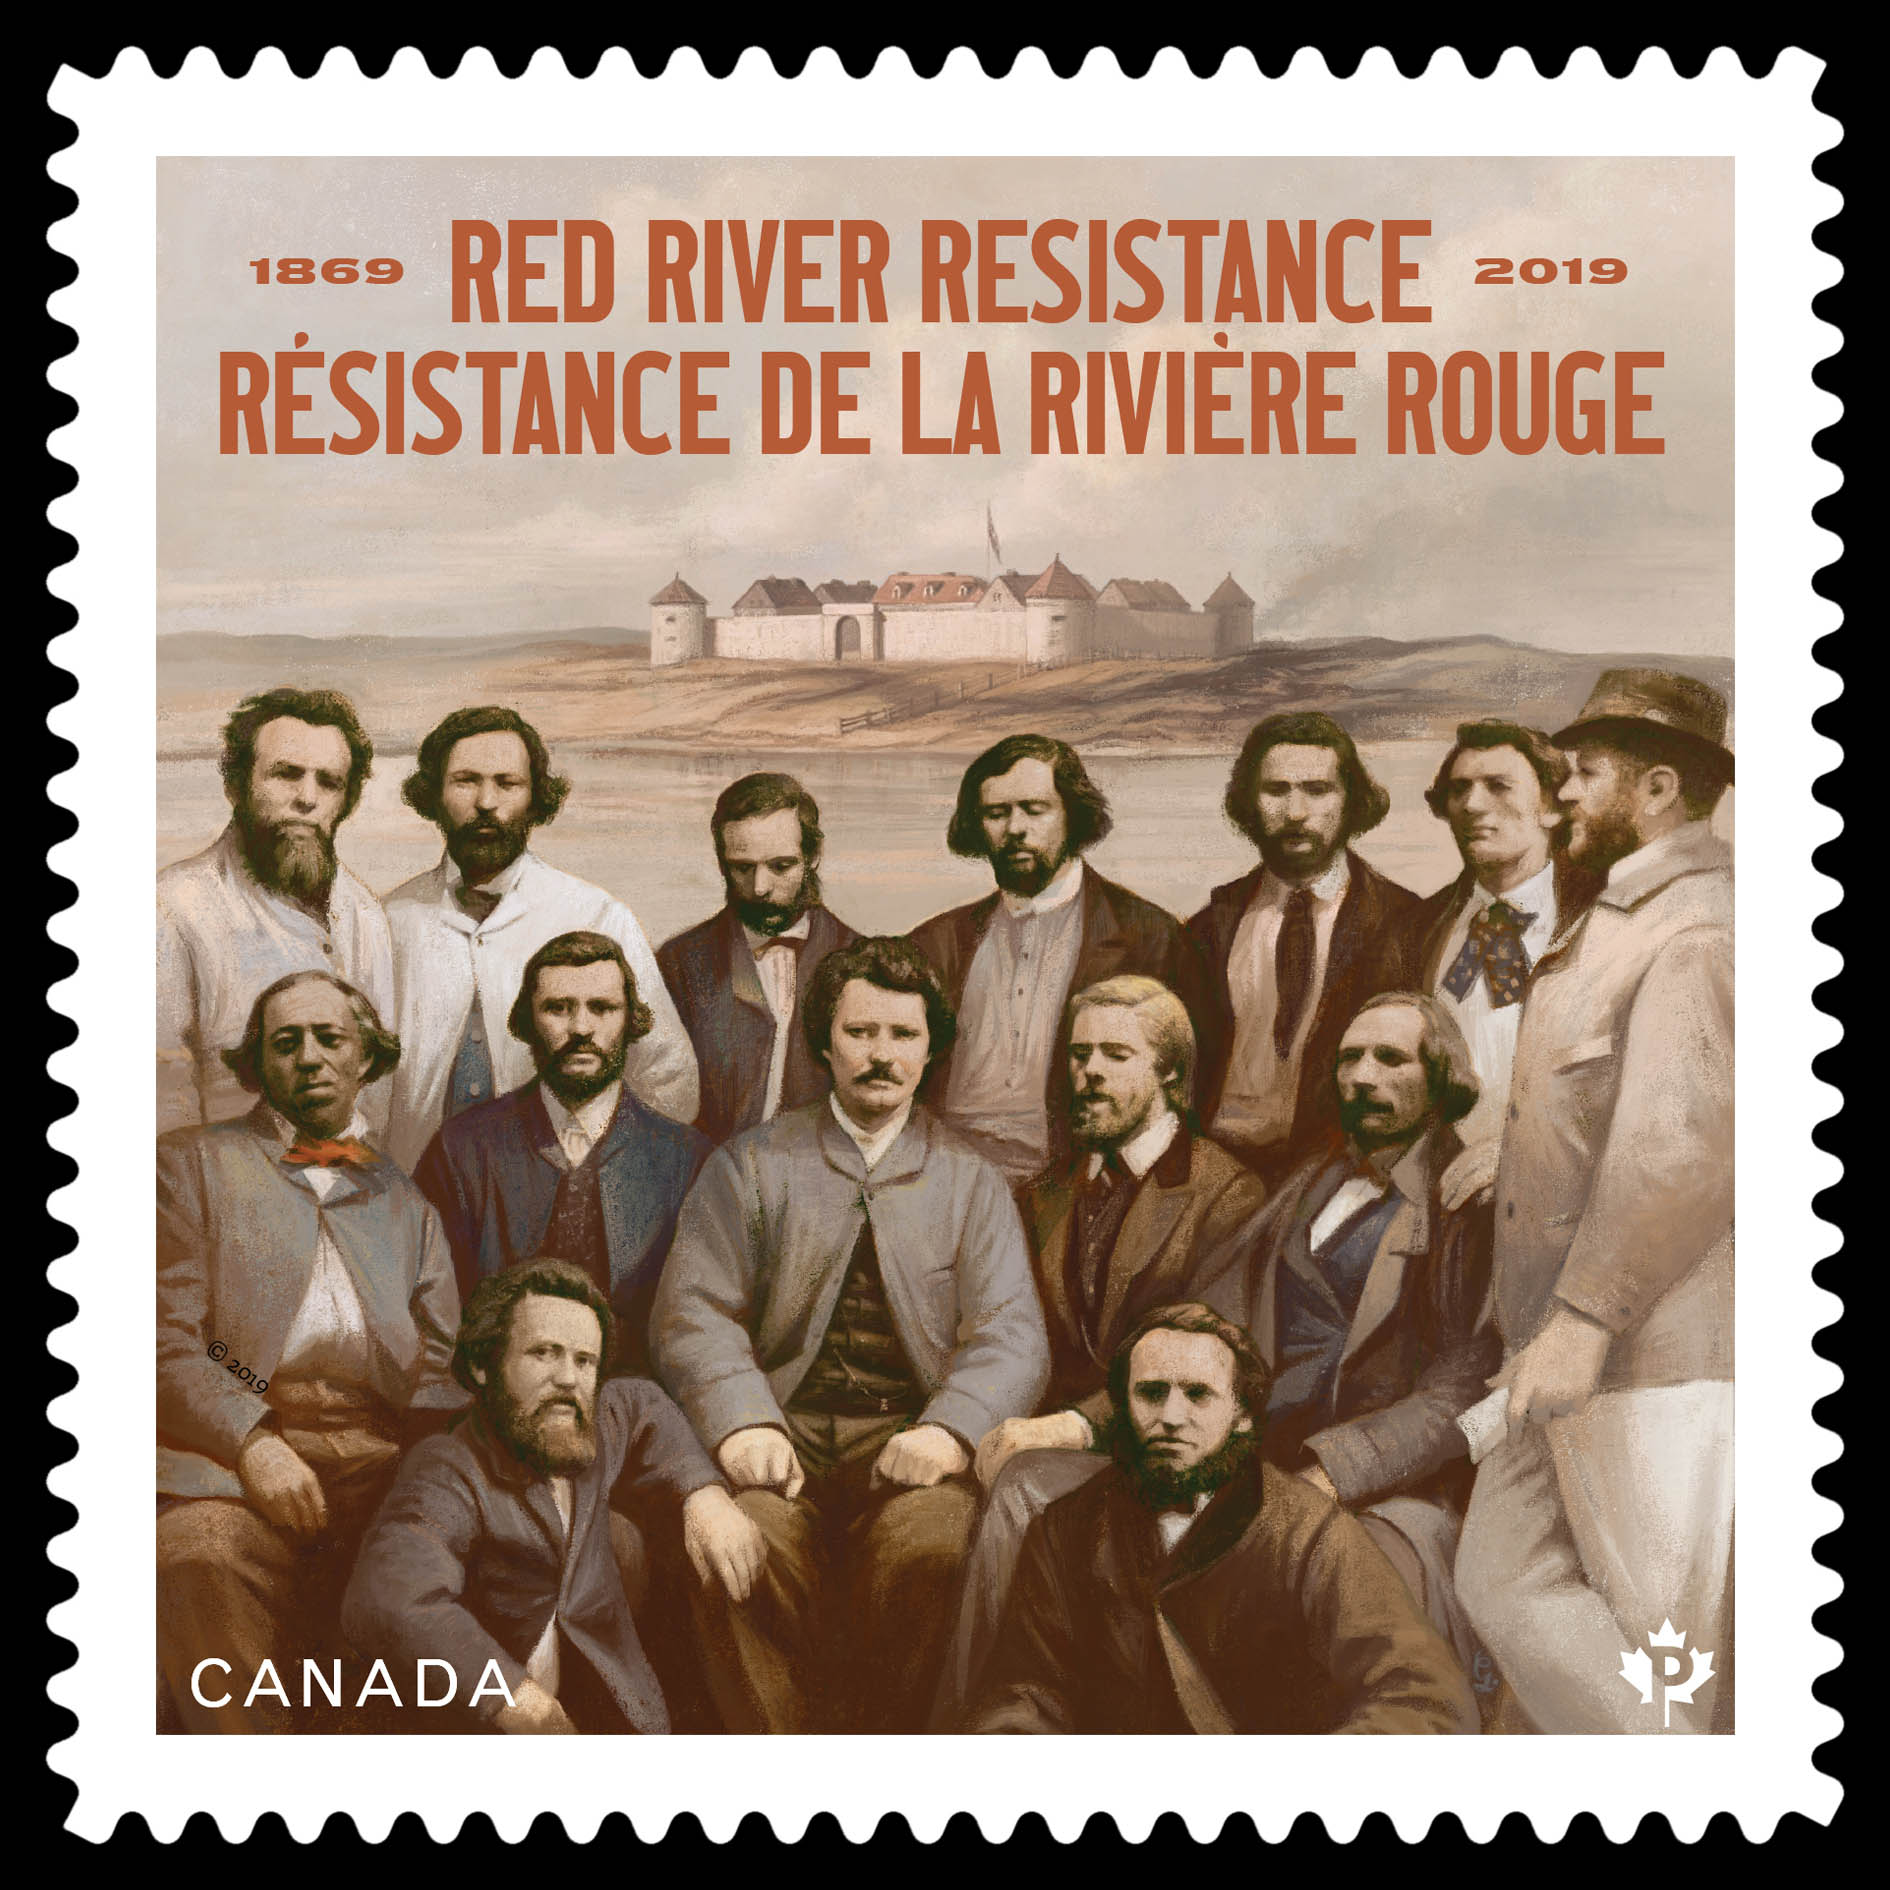 1869 RED RIVER RESISTANCE 2019
RÉSISTANCE DE LA RIVIÈRE ROUGE
© 2019
CANADA
P